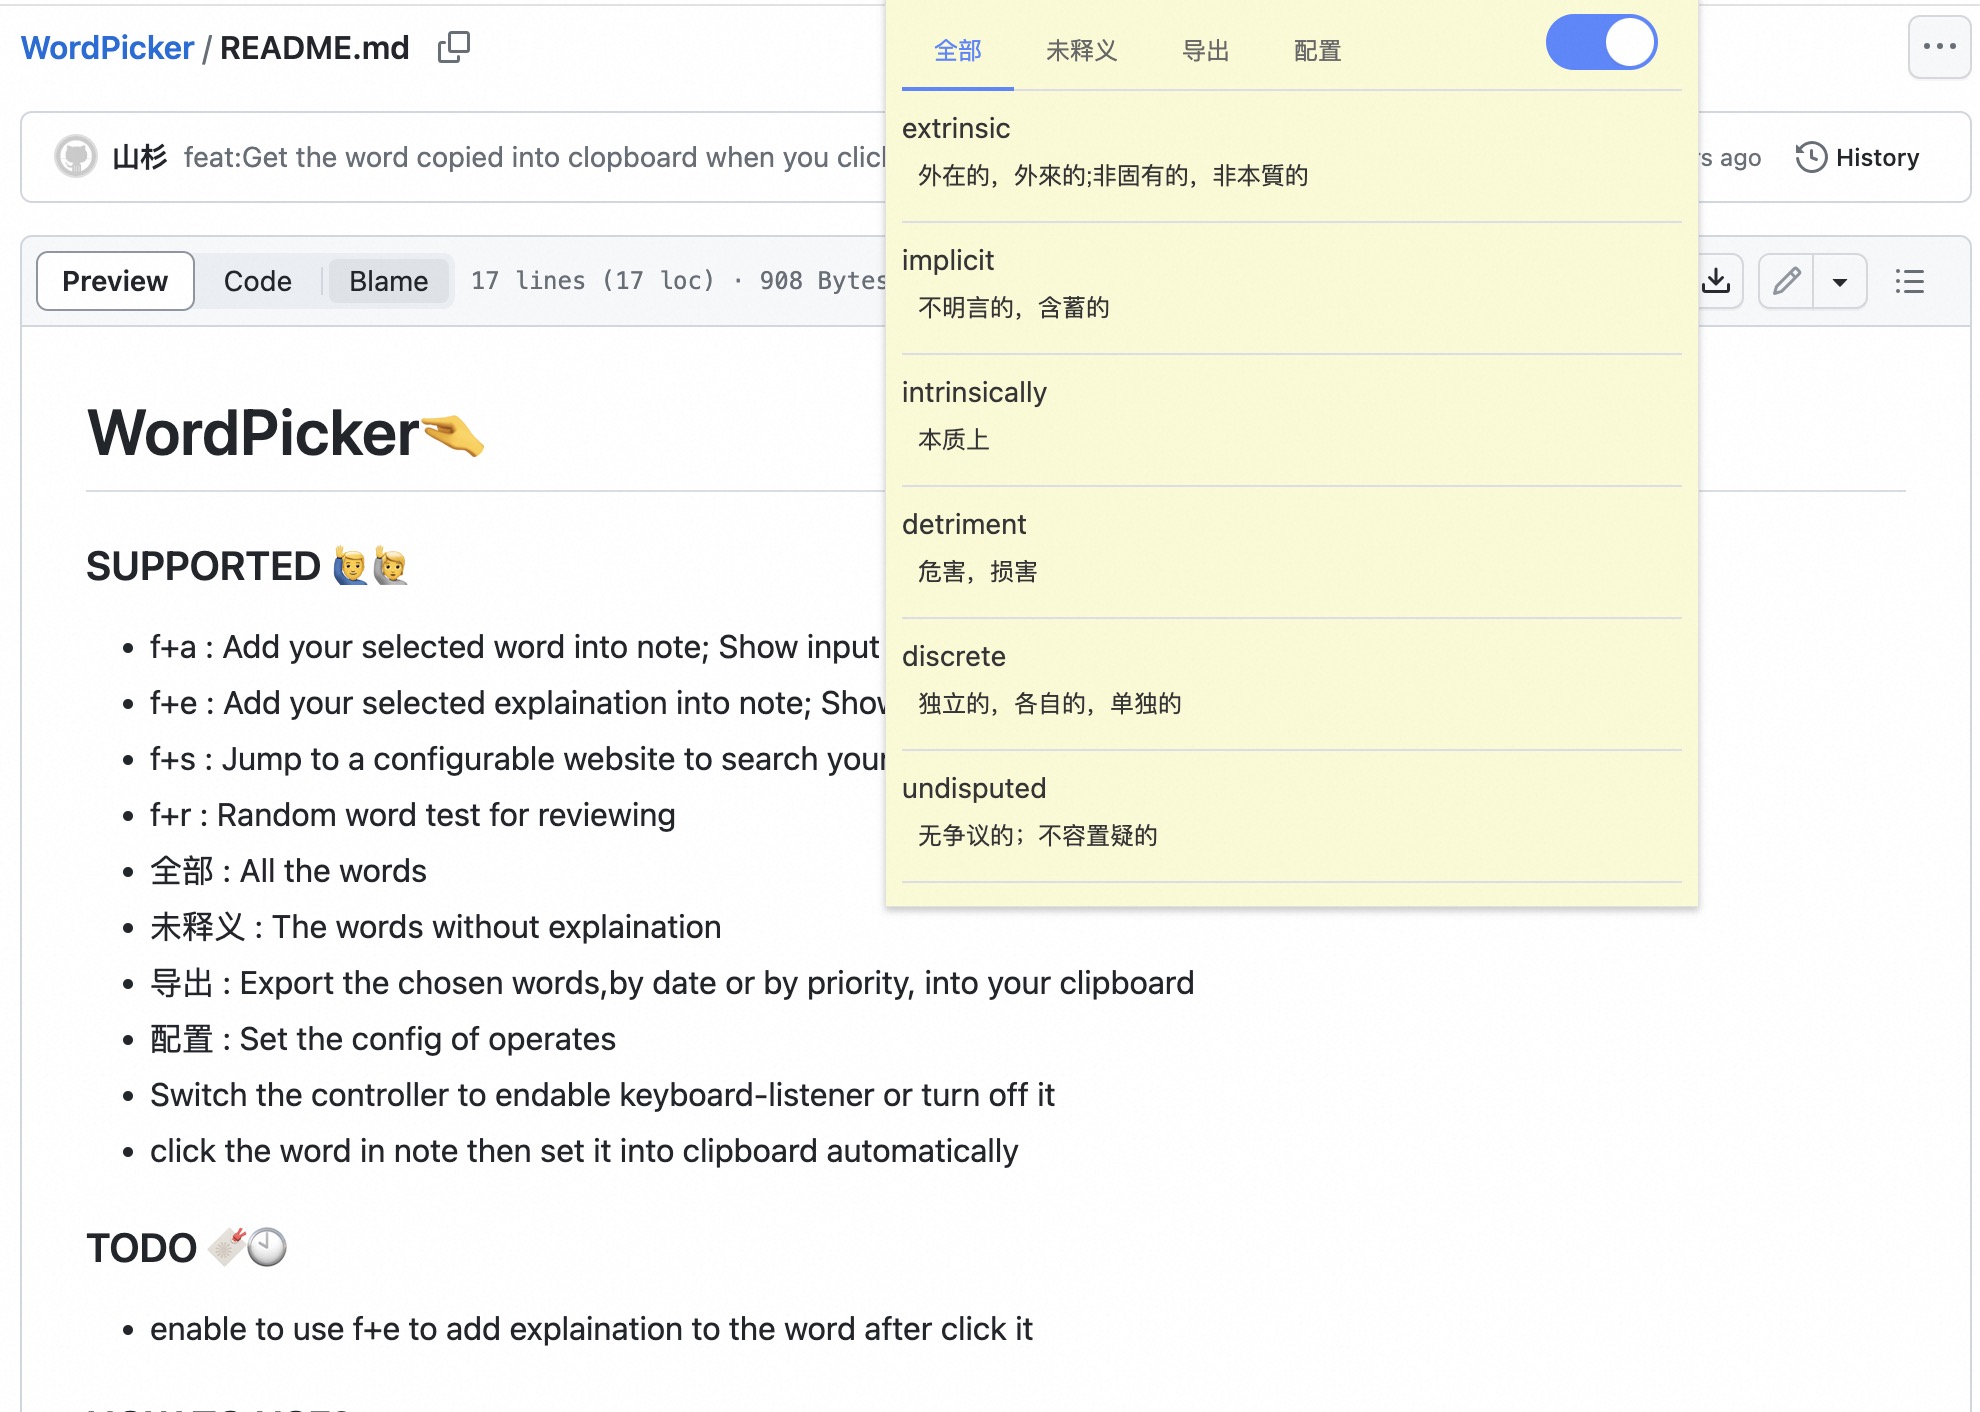 WordPicker / README.md
山杉 feat:Get the word copied into clopboard when you
ago
History
Preview
Code
Blame
17 lines (17 loc) · 908 Bytes
WordPicker
SUPPORTED
f+a : Add your selected word into note; Show input
f+e : Add your selected explaination into note;
f+s : Jump to a configurable website to search
f+r : Random word test for reviewing
全部 : All the words
未释义 : The words without explaination
导出 : Export the chosen words,by date or by priority, into your clipboard
配置 : Set the config of operates
Switch the controller to endable keyboard-listener or turn off it
click the word in note then set it into clipboard automatically
TODO
enable to use f+e to add explaination to the word after click it
全部
未释义
导出
配置
extrinsic
外在的，外來的;非固有的，非本質的
implicit
不明言的，含蓄的
intrinsically
本质上
detriment
危害，损害
discrete
独立的，各自的，单独的
undisputed
无争议的；不容置疑的